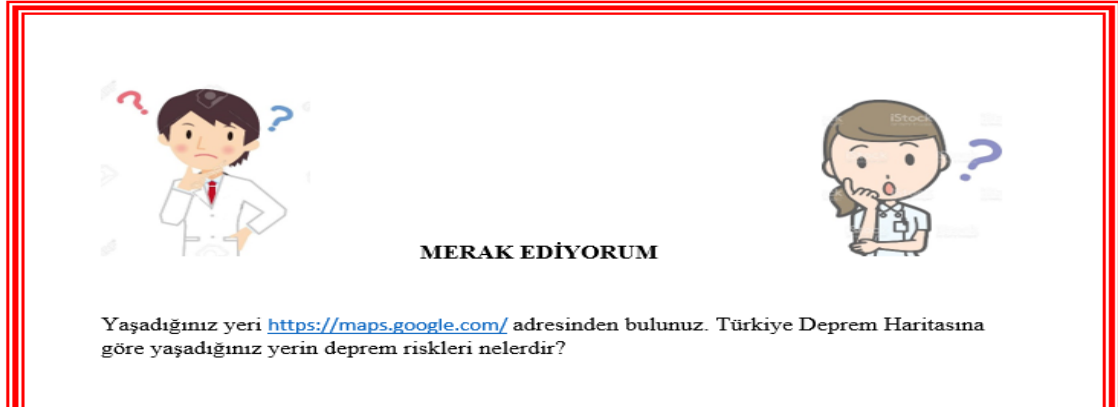 iStock
MERAK EDİYORUM
Yaşadığınız yeri https://maps.google.com/ adresinden bulunuz. Türkiye Deprem Haritasına
göre yaşadığınız yerin deprem riskleri nelerdir?